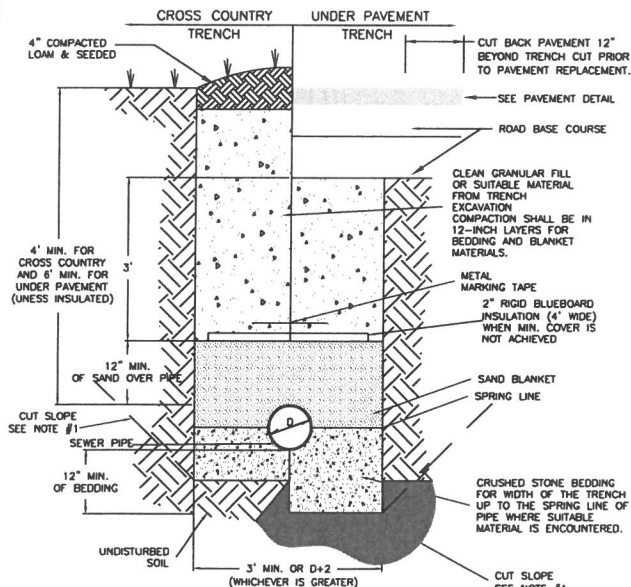 CROSS COUNTRY
TRENCH
UNDER PAVEMENT
TRENCH
4" COMPACTED
LOAM & SEEDED
CUT BACK PAVEMENT 12"
BEYOND TRENCH CUT PRIOR
TO PAVEMENT REPLACEMENT.
SEE PAVEMENT DETAIL
ROAD BASE COURSE
CLEAN GRANULAR FILL
OR SUITABLE MATERIAL
FROM TRENCH
EXCAVATION
COMPACTION SHALL BE IN
12-INCH LAYERS FOR
BEDDING AND BLANKET
MATERIALS.
4' MIN. FOR
CROSS COUNTRY
AND 6' MIN. FOR
UNDER PAVEMENT
(UNESS INSULATED)
3'
METAL
MARKING TAPE
2" RIGID BLUEBOARD
INSULATION (4' WIDE)
WHEN MIN. COVER IS
NOT ACHIEVED
12" MIN.
OF SAND OVER PIPE
SAND BLANKET
SPRING LINE
CUT SLOPE
SEE NOTE #1
D
SEWER PIPE
12" MIN.
OF BEDDING
CRUSHED STONE BEDDING
FOR WIDTH OF THE TRENCH
UP TO THE SPRING LINE OF
PIPE WHERE SUITABLE
MATERIAL IS ENCOUNTERED.
UNDISTURBED
SOIL
3' MIN. OR D+2
(WHICHEVER IS GREATER)
CUT SLOPE
SEE NOTE #1